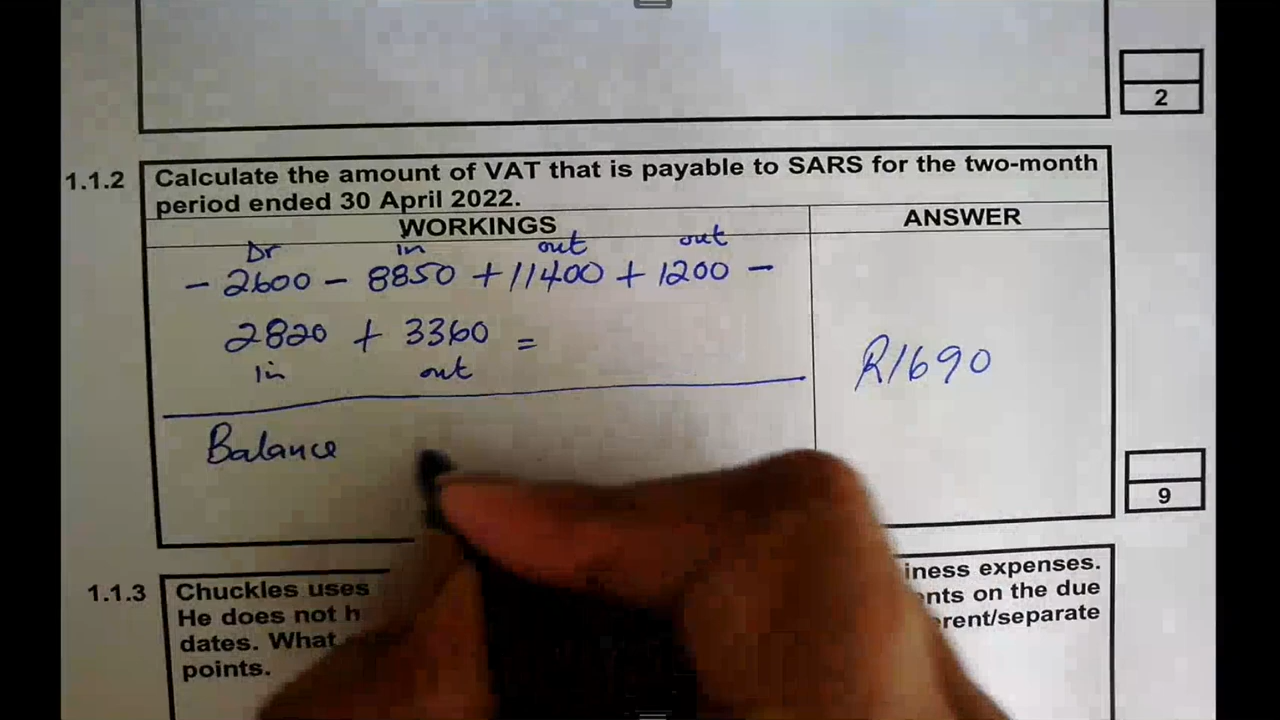 2
1.1.2 Calculate the amount of VAT that is payable to SARS for the two-month
period ended 30 April 2022.
WORKINGS ANSWER
Dr in out out
- 2600 - 8850 + 11400 + 1200 -
2820 + 3360 =
in out
R1690
Balance
9
1.1.3 Chuckles uses iness expenses.
He does not h nts on the due
dates. What rent/separate
points.